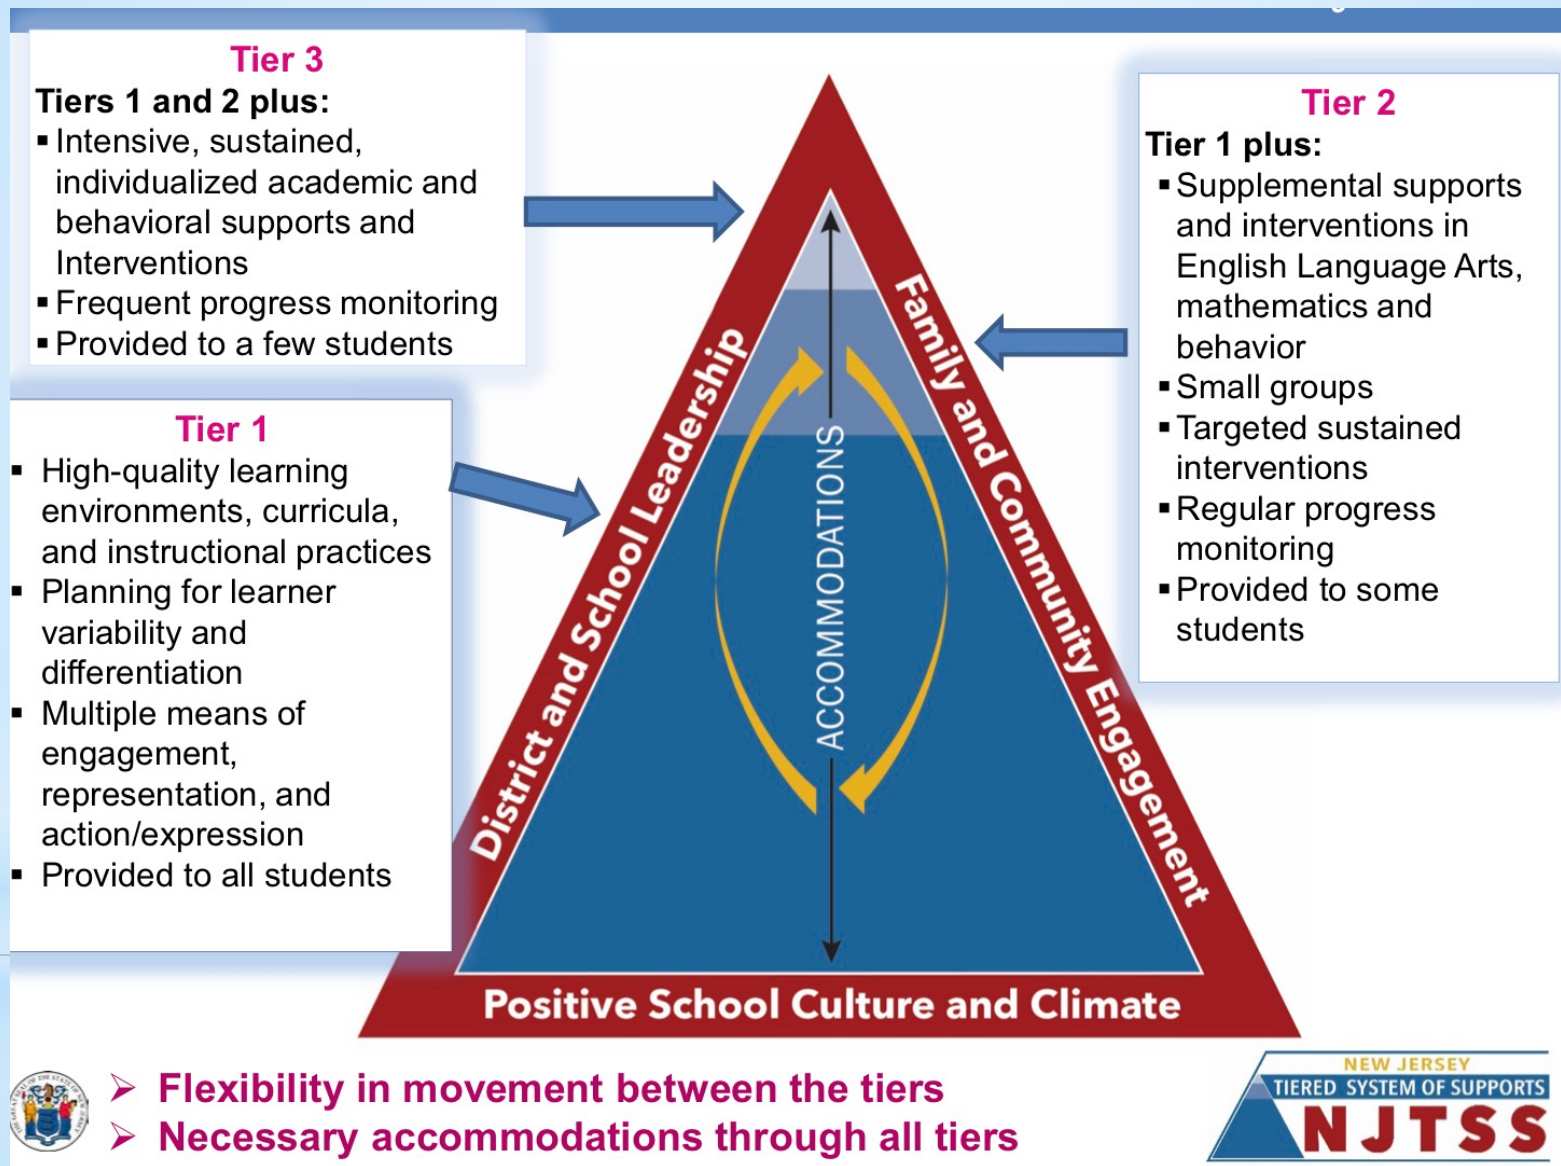 Tier 3
Tiers 1 and 2 plus:
▪ Intensive, sustained,
individualized academic and
behavioral supports and
Interventions
▪ Frequent progress monitoring
▪ Provided to a few students
Tier 1
▪ High-quality learning
environments, curricula,
and instructional practices
▪ Planning for learner
variability and
differentiation
▪ Multiple means of
engagement,
representation, and
action/expression
▪ Provided to all students
District and School Leadership
ACCOMMODATIONS
Family and Community Engagement
Positive School Culture and Climate
Tier 2
Tier 1 plus:
▪ Supplemental supports
and interventions in
English Language Arts,
mathematics and
behavior
▪ Small groups
▪ Targeted sustained
interventions
▪ Regular progress
monitoring
▪ Provided to some
students
➢ Flexibility in movement between the tiers
➢ Necessary accommodations through all tiers
NEW JERSEY
TIERED SYSTEM OF SUPPORTS
NJTSS